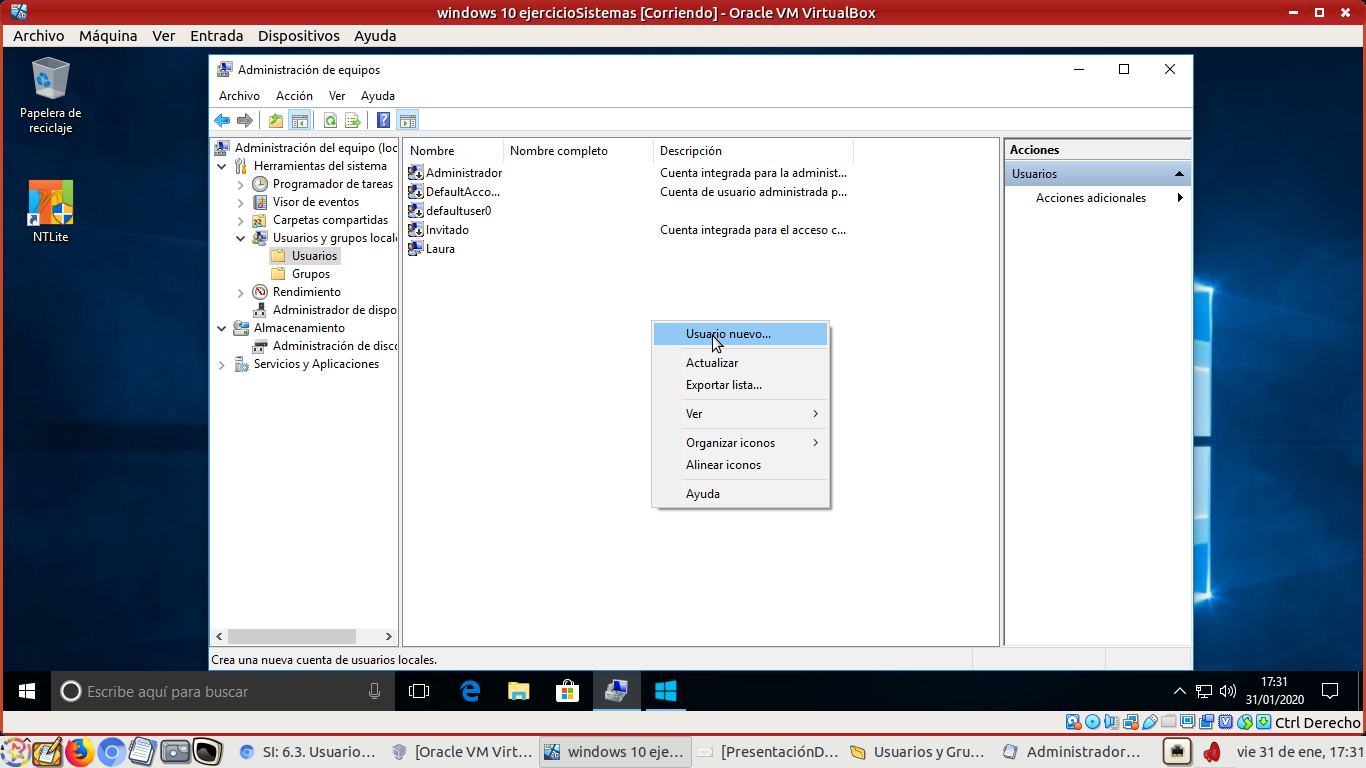 windows 10 ejercicioSistemas [Corriendo] - Oracle VM VirtualBox
Archivo Máquina Ver Entrada Dispositivos Ayuda
Papelera de
reciclaje
NTLite
Administración de equipos
Archivo Acción Ver Ayuda
Administración del equipo (loc
Herramientas del sistema
Programador de tareas
Visor de eventos
Carpetas compartidas
Usuarios y grupos locale
Usuarios
Grupos
Rendimiento
Administrador de dispo
Almacenamiento
Administración de disco
Servicios y Aplicaciones
Nombre Nombre completo Descripción
Administrador Cuenta integrada para la administ...
DefaultAcco... Cuenta de usuario administrada p...
defaultuser0
Invitado Cuenta integrada para el acceso c...
Laura
Usuario nuevo...
Actualizar
Exportar lista...
Ver
Organizar iconos
Alinear iconos
Ayuda
Acciones
Usuarios
Acciones adicionales
Crea una nueva cuenta de usuarios locales.
Escribe aquí para buscar
17:31
31/01/2020
Ctrl Derecho
SI: 6.3. Usuario... [Oracle VM Virt... windows 10 eje... [PresentaciónD... Usuarios y Gru... Administrador... vie 31 de ene, 17:31